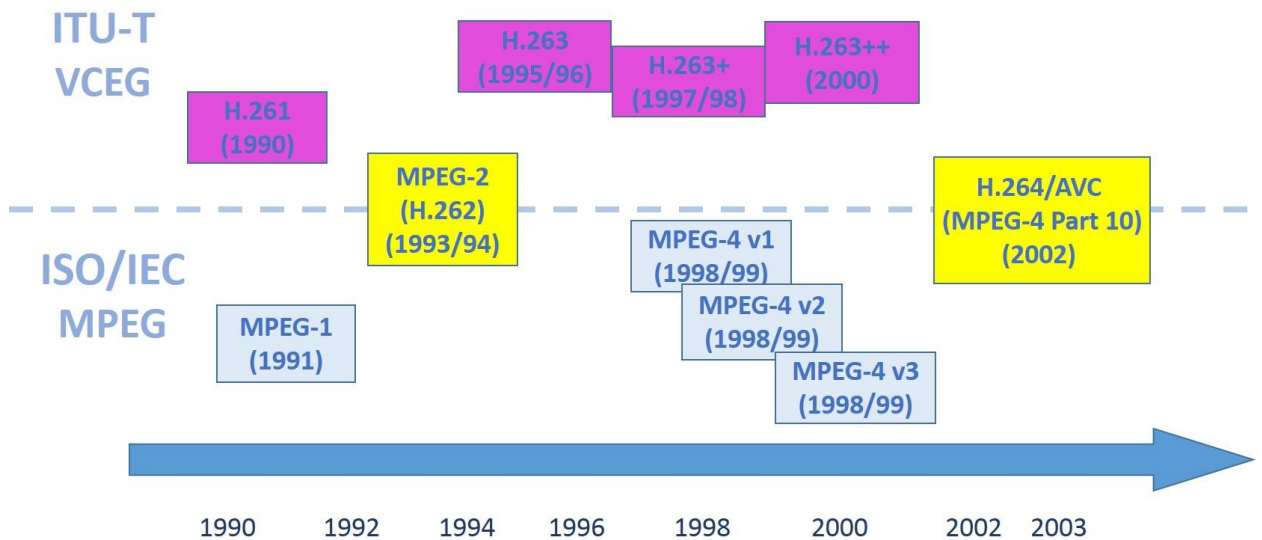 ITU-T
VCEG
H.261
(1990)
H.263
(1995/96)
H.263+
(1997/98)
H.263++
(2000)
MPEG-2
(H.262)
(1993/94)
H.264/AVC
(MPEG-4 Part 10)
(2002)
ISO/IEC
MPEG
MPEG-1
(1991)
MPEG-4 v1
(1998/99)
MPEG-4 v2
(1998/99)
MPEG-4 v3
(1998/99)
1990 1992 1994 1996 1998 2000 2002 2003